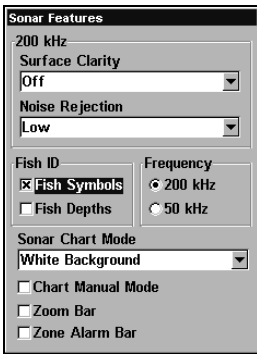 Sonar Features
200 kHz
Surface Clarity
Off
Noise Rejection
Low
Fish ID
Fish Symbols
Fish Depths
Frequency
200 kHz
50 kHz
Sonar Chart Mode
White Background
Chart Manual Mode
Zoom Bar
Zone Alarm Bar